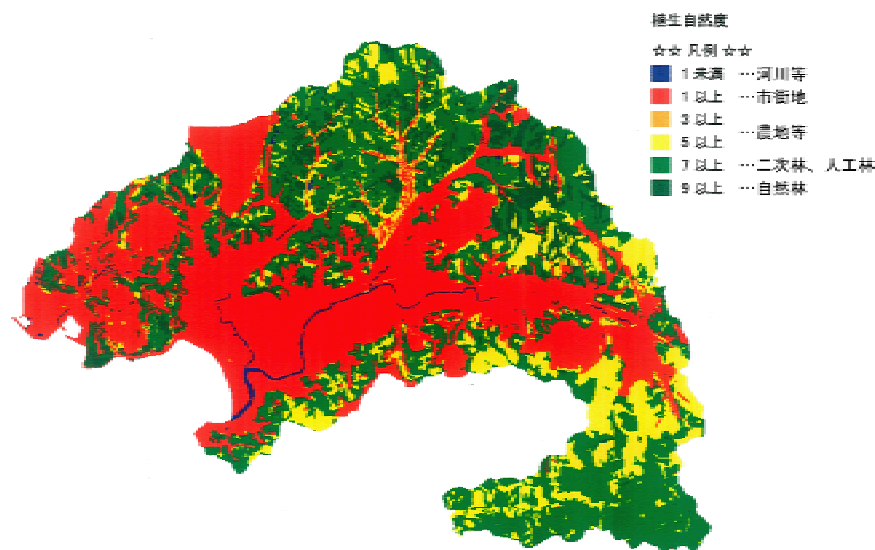 植生自然度
☆☆ 凡例 ☆☆
1 未満 …河川等
1 以上 …市街地
3 以上
5 以上 …農地等
7 以上 …二次林、人工林
9 以上 …自然林